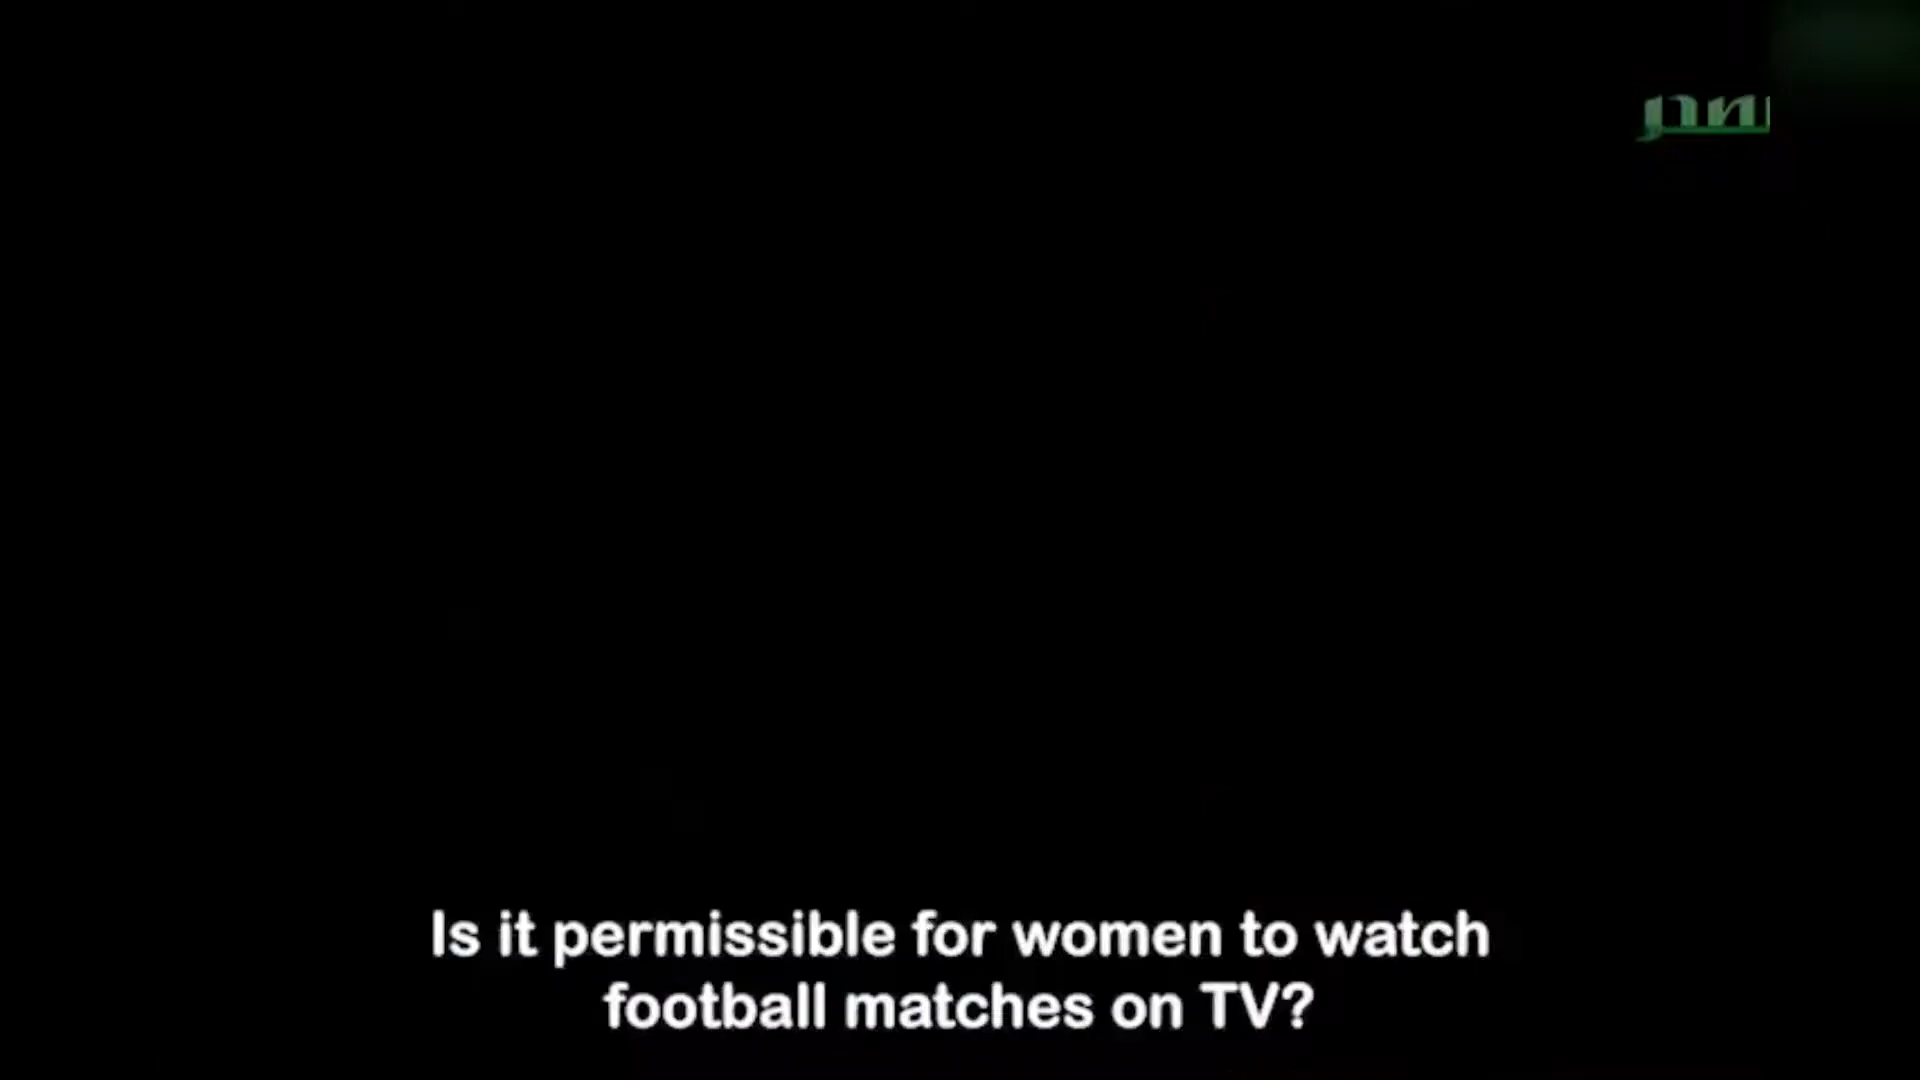 Is it permissible for women to watch
football matches on TV?